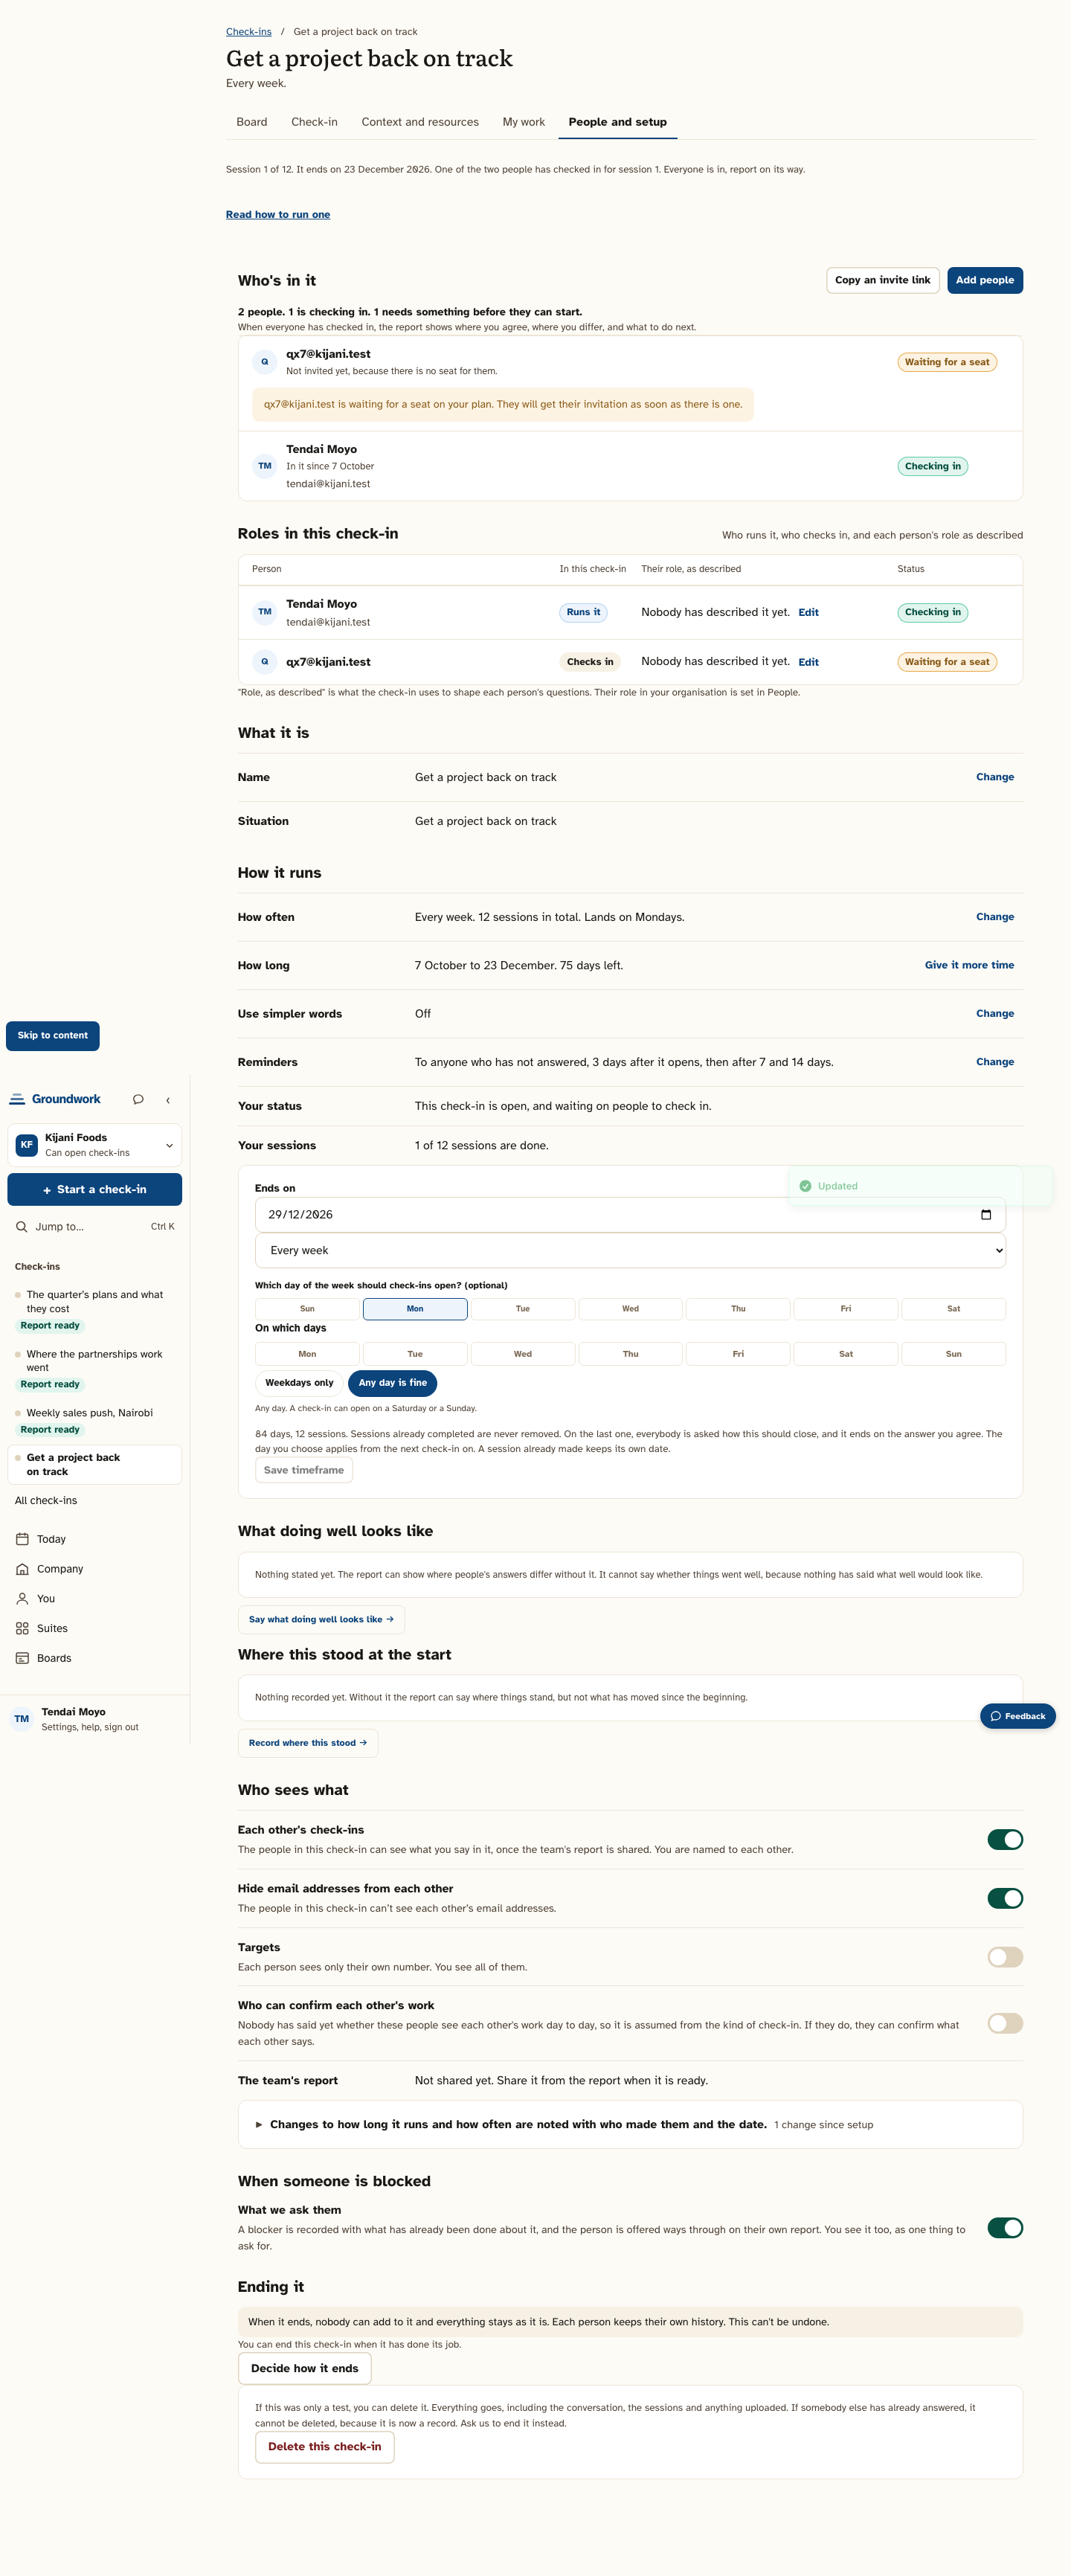 Check-ins / Get a project back on track
Get a project back on track
Every week.
Board Check-in Context and resources My work People and setup
Session 1 of 12. It ends on 23 December 2026. One of the two people has checked in for session 1. Everyone is in, report on its way.
Read how to run one
Who's in it
Copy an invite link
Add people
2 people. 1 is checking in. 1 needs something before they can start.
When everyone has checked in, the report shows where you agree, where you differ, and what to do next.
Q
qx7@kijani.test
Not invited yet, because there is no seat for them.
Waiting for a seat
qx7@kijani.test is waiting for a seat on your plan. They will get their invitation as soon as there is one.
TM
Tendai Moyo
In it since 7 October
tendai@kijani.test
Checking in
Roles in this check-in
Who runs it, who checks in, and each person's role as described
Person In this check-in Their role, as described Status
TM
Tendai Moyo
tendai@kijani.test
Runs it
Nobody has described it yet. Edit
Checking in
Q
qx7@kijani.test
Checks in
Nobody has described it yet. Edit
Waiting for a seat
"Role, as described" is what the check-in uses to shape each person's questions. Their role in your organisation is set in People.
What it is
Name Get a project back on track Change
Situation Get a project back on track
How it runs
How often Every week. 12 sessions in total. Lands on Mondays. Change
How long 7 October to 23 December. 75 days left. Give it more time
Use simpler words Off Change
Reminders To anyone who has not answered, 3 days after it opens, then after 7 and 14 days. Change
Your status This check-in is open, and waiting on people to check in.
Your sessions 1 of 12 sessions are done.
Updated
Ends on
29/12/2026
Every week
Which day of the week should check-ins open? (optional)
Sun Mon Tue Wed Thu Fri Sat
On which days
Mon Tue Wed Thu Fri Sat Sun
Weekdays only Any day is fine
Any day. A check-in can open on a Saturday or a Sunday.
84 days, 12 sessions. Sessions already completed are never removed. On the last one, everybody is asked how this should close, and it ends on the answer you agree. The
day you choose applies from the next check-in on. A session already made keeps its own date.
Save timeframe
What doing well looks like
Nothing stated yet. The report can show where people's answers differ without it. It cannot say whether things went well, because nothing has said what well would look like.
Say what doing well looks like →
Where this stood at the start
Nothing recorded yet. Without it the report can say where things stand, but not what has moved since the beginning.
Record where this stood →
Feedback
Who sees what
Each other's check-ins
The people in this check-in can see what you say in it, once the team's report is shared. You are named to each other.
Hide email addresses from each other
The people in this check-in can't see each other's email addresses.
Targets
Each person sees only their own number. You see all of them.
Who can confirm each other's work
Nobody has said yet whether these people see each other's work day to day, so it is assumed from the kind of check-in. If they do, they can confirm what
each other says.
The team's report Not shared yet. Share it from the report when it is ready.
► Changes to how long it runs and how often are noted with who made them and the date. 1 change since setup
When someone is blocked
What we ask them
A blocker is recorded with what has already been done about it, and the person is offered ways through on their own report. You see it too, as one thing to
ask for.
Ending it
When it ends, nobody can add to it and everything stays as it is. Each person keeps their own history. This can't be undone.
You can end this check-in when it has done its job.
Decide how it ends
If this was only a test, you can delete it. Everything goes, including the conversation, the sessions and anything uploaded. If somebody else has already answered, it
cannot be deleted, because it is now a record. Ask us to end it instead.
Delete this check-in
Skip to content
Groundwork
KF
Kijani Foods
Can open check-ins
+ Start a check-in
Jump to... Ctrl K
Check-ins
The quarter's plans and what
they cost
Report ready
Where the partnerships work
went
Report ready
Weekly sales push, Nairobi
Report ready
Get a project back
on track
All check-ins
Today
Company
You
Suites
Boards
TM
Tendai Moyo
Settings, help, sign out